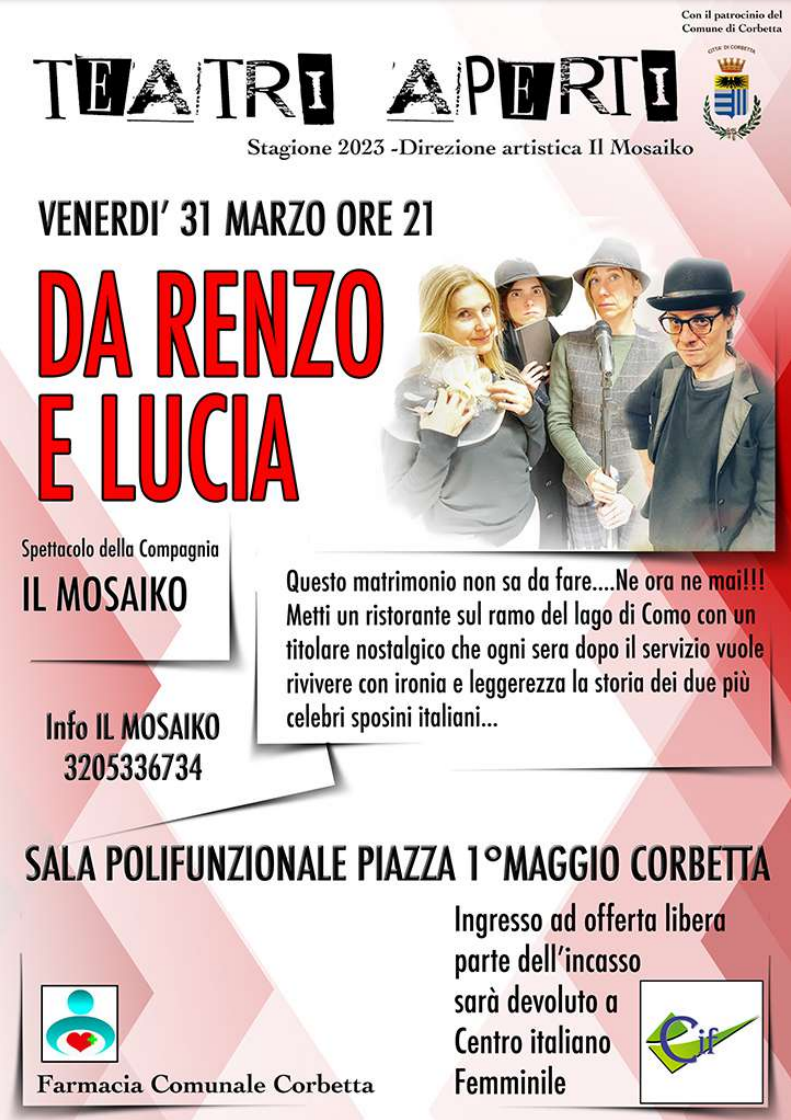 Con il patrocinio del
Comune di Corbetta
CITTA' DI CORBETTA
TEATRI APERTI
Stagione 2023 -Direzione artistica Il Mosaiko
VENERDI' 31 MARZO ORE 21
DA RENZO
E LUCIA
Spettacolo della Compagnia
IL MOSAIKO
Questo matrimonio non sa da fare....Ne ora ne mai!!!
Metti un ristorante sul ramo del lago di Como con un
titolare nostalgico che ogni sera dopo il servizio vuole
rivivere con ironia e leggerezza la storia dei due più
celebri sposini italiani...
Info IL MOSAIKO
3205336734
SALA POLIFUNZIONALE PIAZZA 1°MAGGIO CORBETTA
Ingresso ad offerta libera
parte dell'incasso
sarà devoluto a
Centro italiano
Femminile
Cif
Farmacia Comunale Corbetta